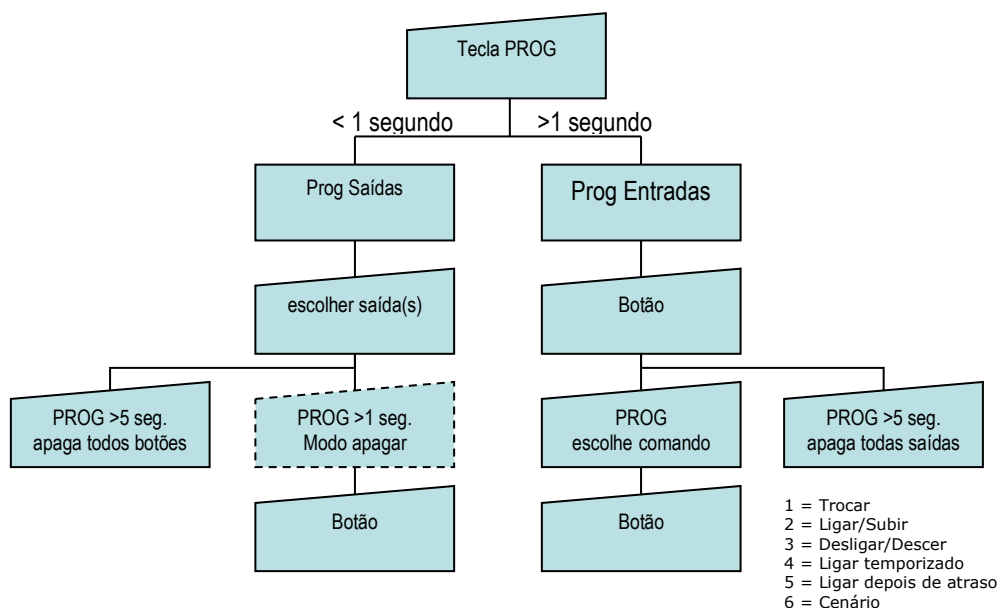 Tecla PROG
< 1 segundo
>1 segundo
Prog Saídas
Prog Entradas
escolher saída(s)
Botão
PROG >5 seg.
apaga todos botões
PROG >1 seg.
Modo apagar
PROG
escolhe comando
PROG >5 seg.
apaga todas saídas
Botão
Botão
1 = Trocar
2 = Ligar/Subir
3 = Desligar/Descer
4 = Ligar temporizado
5 = Ligar depois de atraso
6 = Cenário